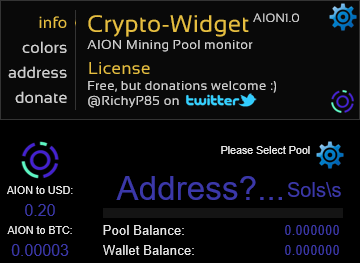 info
colors
address
donate
Crypto-Widget AION1.0
AION Mining Pool monitor
License
Free, but donations welcome :)
@RichyP85 on twitter
Please Select Pool
AION to USD:
0.20
AION to BTC:
0.00003
Address?... Sols\s
Pool Balance: 0.000000
Wallet Balance: 0.000000